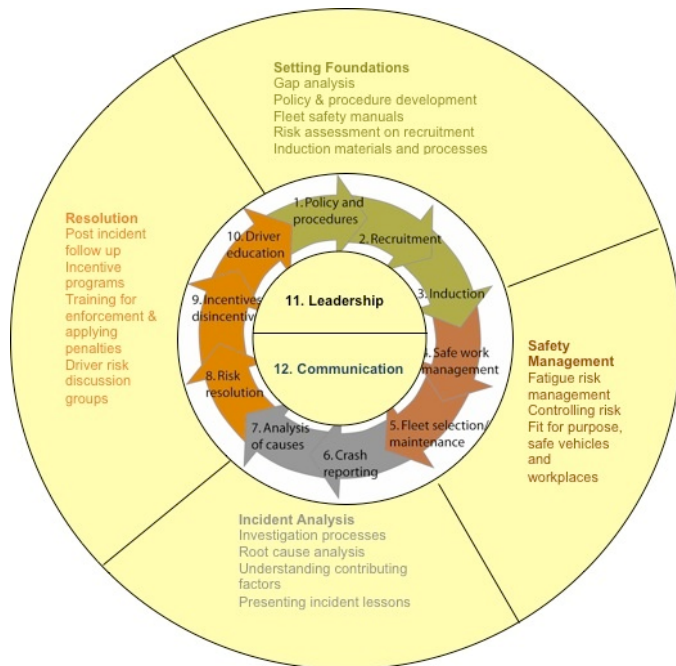 Setting Foundations
Gap analysis
Policy & procedure development
Fleet safety manuals
Risk assessment on recruitment
Induction materials and processes
Resolution
Post incident
follow up
Incentive
programs
Training for
enforcement &
applying
penalties
Driver risk
discussion
groups
1. Policy and
procedures
2. Recruitment
3. Induction
4. Safe work
management
5. Fleet selection/
maintenance
6. Crash
reporting
7. Analysis
of causes
8. Risk
resolution
9. Incentives
disincentiv
10. Driver
education
11. Leadership
12. Communication
Safety
Management
Fatigue risk
management
Controlling risk
Fit for purpose,
safe vehicles
and
workplaces
Incident Analysis
Investigation processes
Root cause analysis
Understanding contributing
factors
Presenting incident lessons